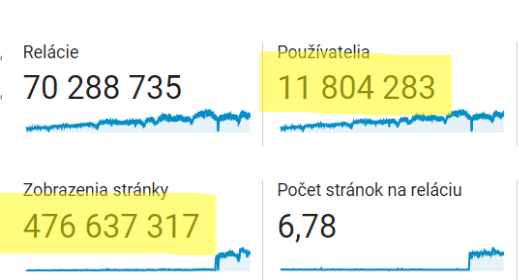 Relácie
70 288 735
Používatelia
11 804 283
Zobrazenia stránky
476 637 317
Počet stránok na reláciu
6,78